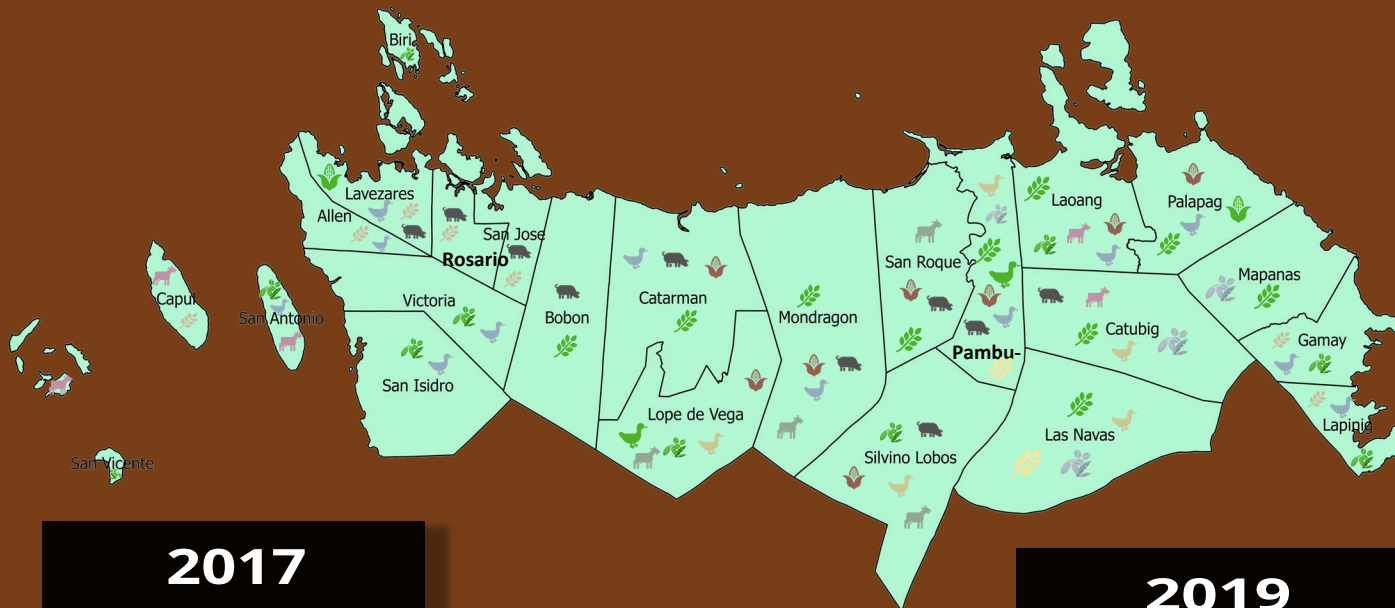 Biri
Lavezares
Allen
San Jose
Rosario
Capul
San Antonio
Victoria
San Isidro
San Vicente
Bobon
Catarman
Lope de Vega
Mondragon
San Roque
Pambu-
Silvino Lobos
Laoang
Palapag
Mapanas
Catubig
Gamay
Las Navas
Lapinig
2017
2019